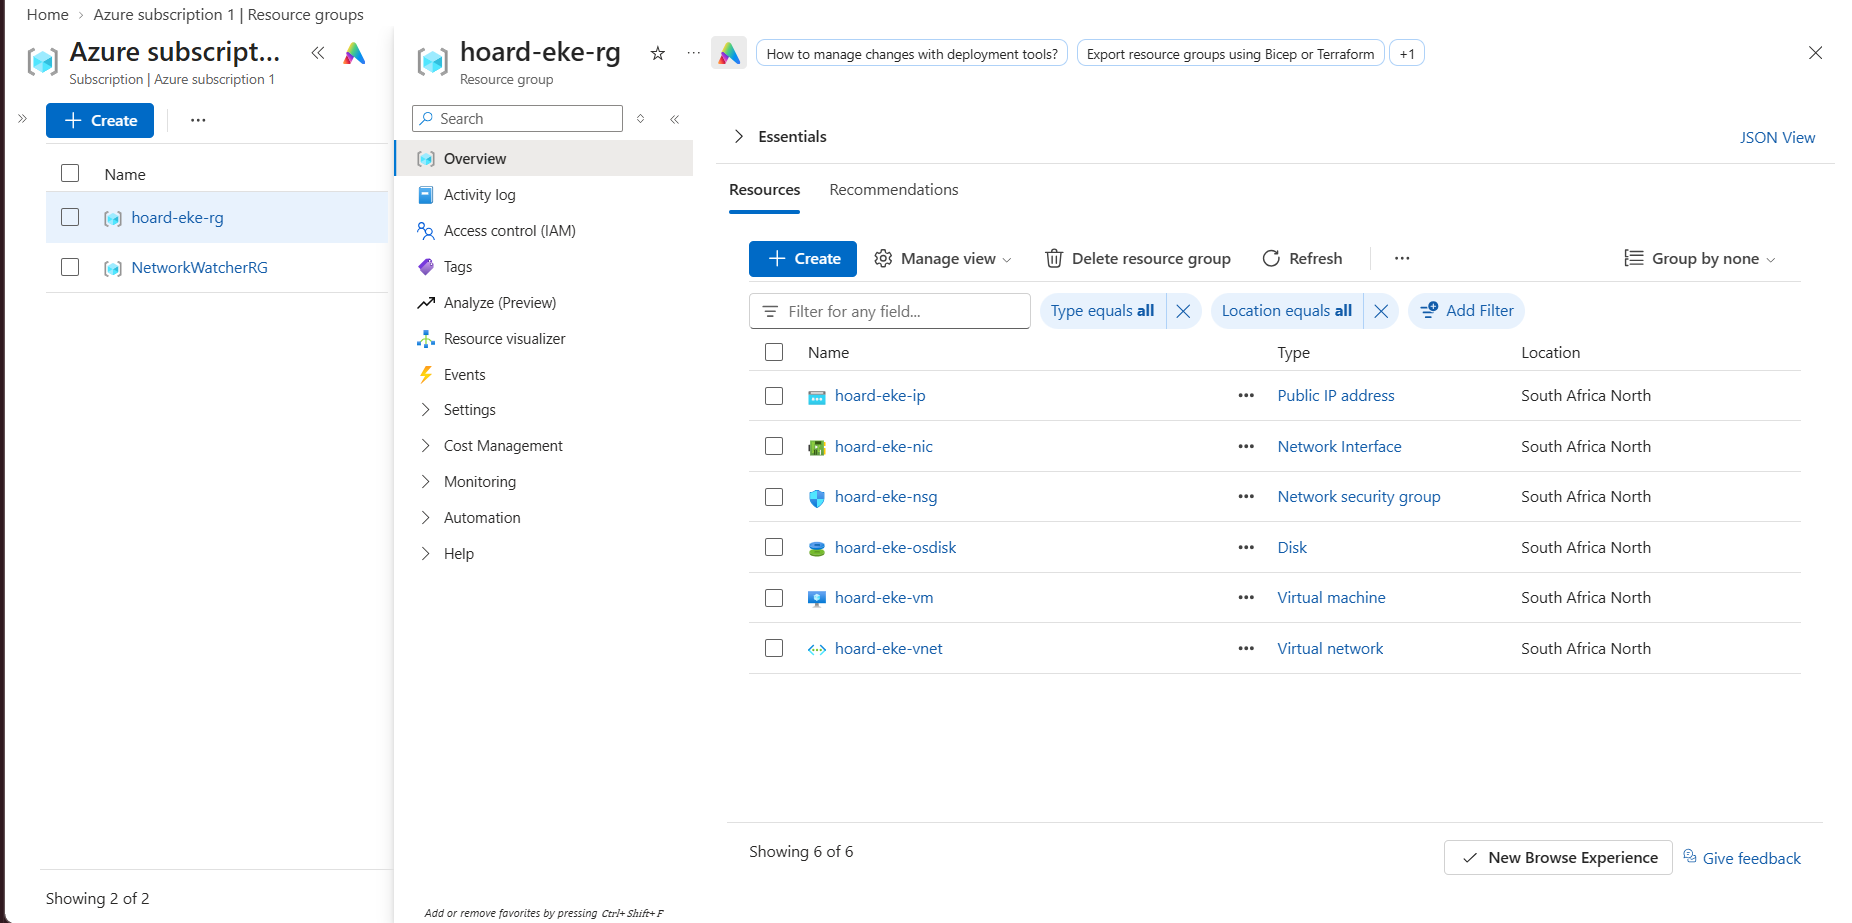 Home > Azure subscription 1 | Resource groups
Azure subscript...
Subscription | Azure subscription 1
Create
Name
hoard-eke-rg
NetworkWatcherRG
Showing 2 of 2
hoard-eke-rg
Resource group
How to manage changes with deployment tools?
Export resource groups using Bicep or Terraform
+1
Search
Overview
Activity log
Access control (IAM)
Tags
Analyze (Preview)
Resource visualizer
Events
Settings
Cost Management
Monitoring
Automation
Help
Add or remove favorites by pressing Ctrl+Shift+F
Essentials
JSON View
Resources Recommendations
Create Manage view Delete resource group Refresh Group by none
Filter for any field... Type equals all Location equals all Add Filter
Name Type Location
hoard-eke-ip Public IP address South Africa North
hoard-eke-nic Network Interface South Africa North
hoard-eke-nsg Network security group South Africa North
hoard-eke-osdisk Disk South Africa North
hoard-eke-vm Virtual machine South Africa North
hoard-eke-vnet Virtual network South Africa North
Showing 6 of 6
New Browse Experience Give feedback